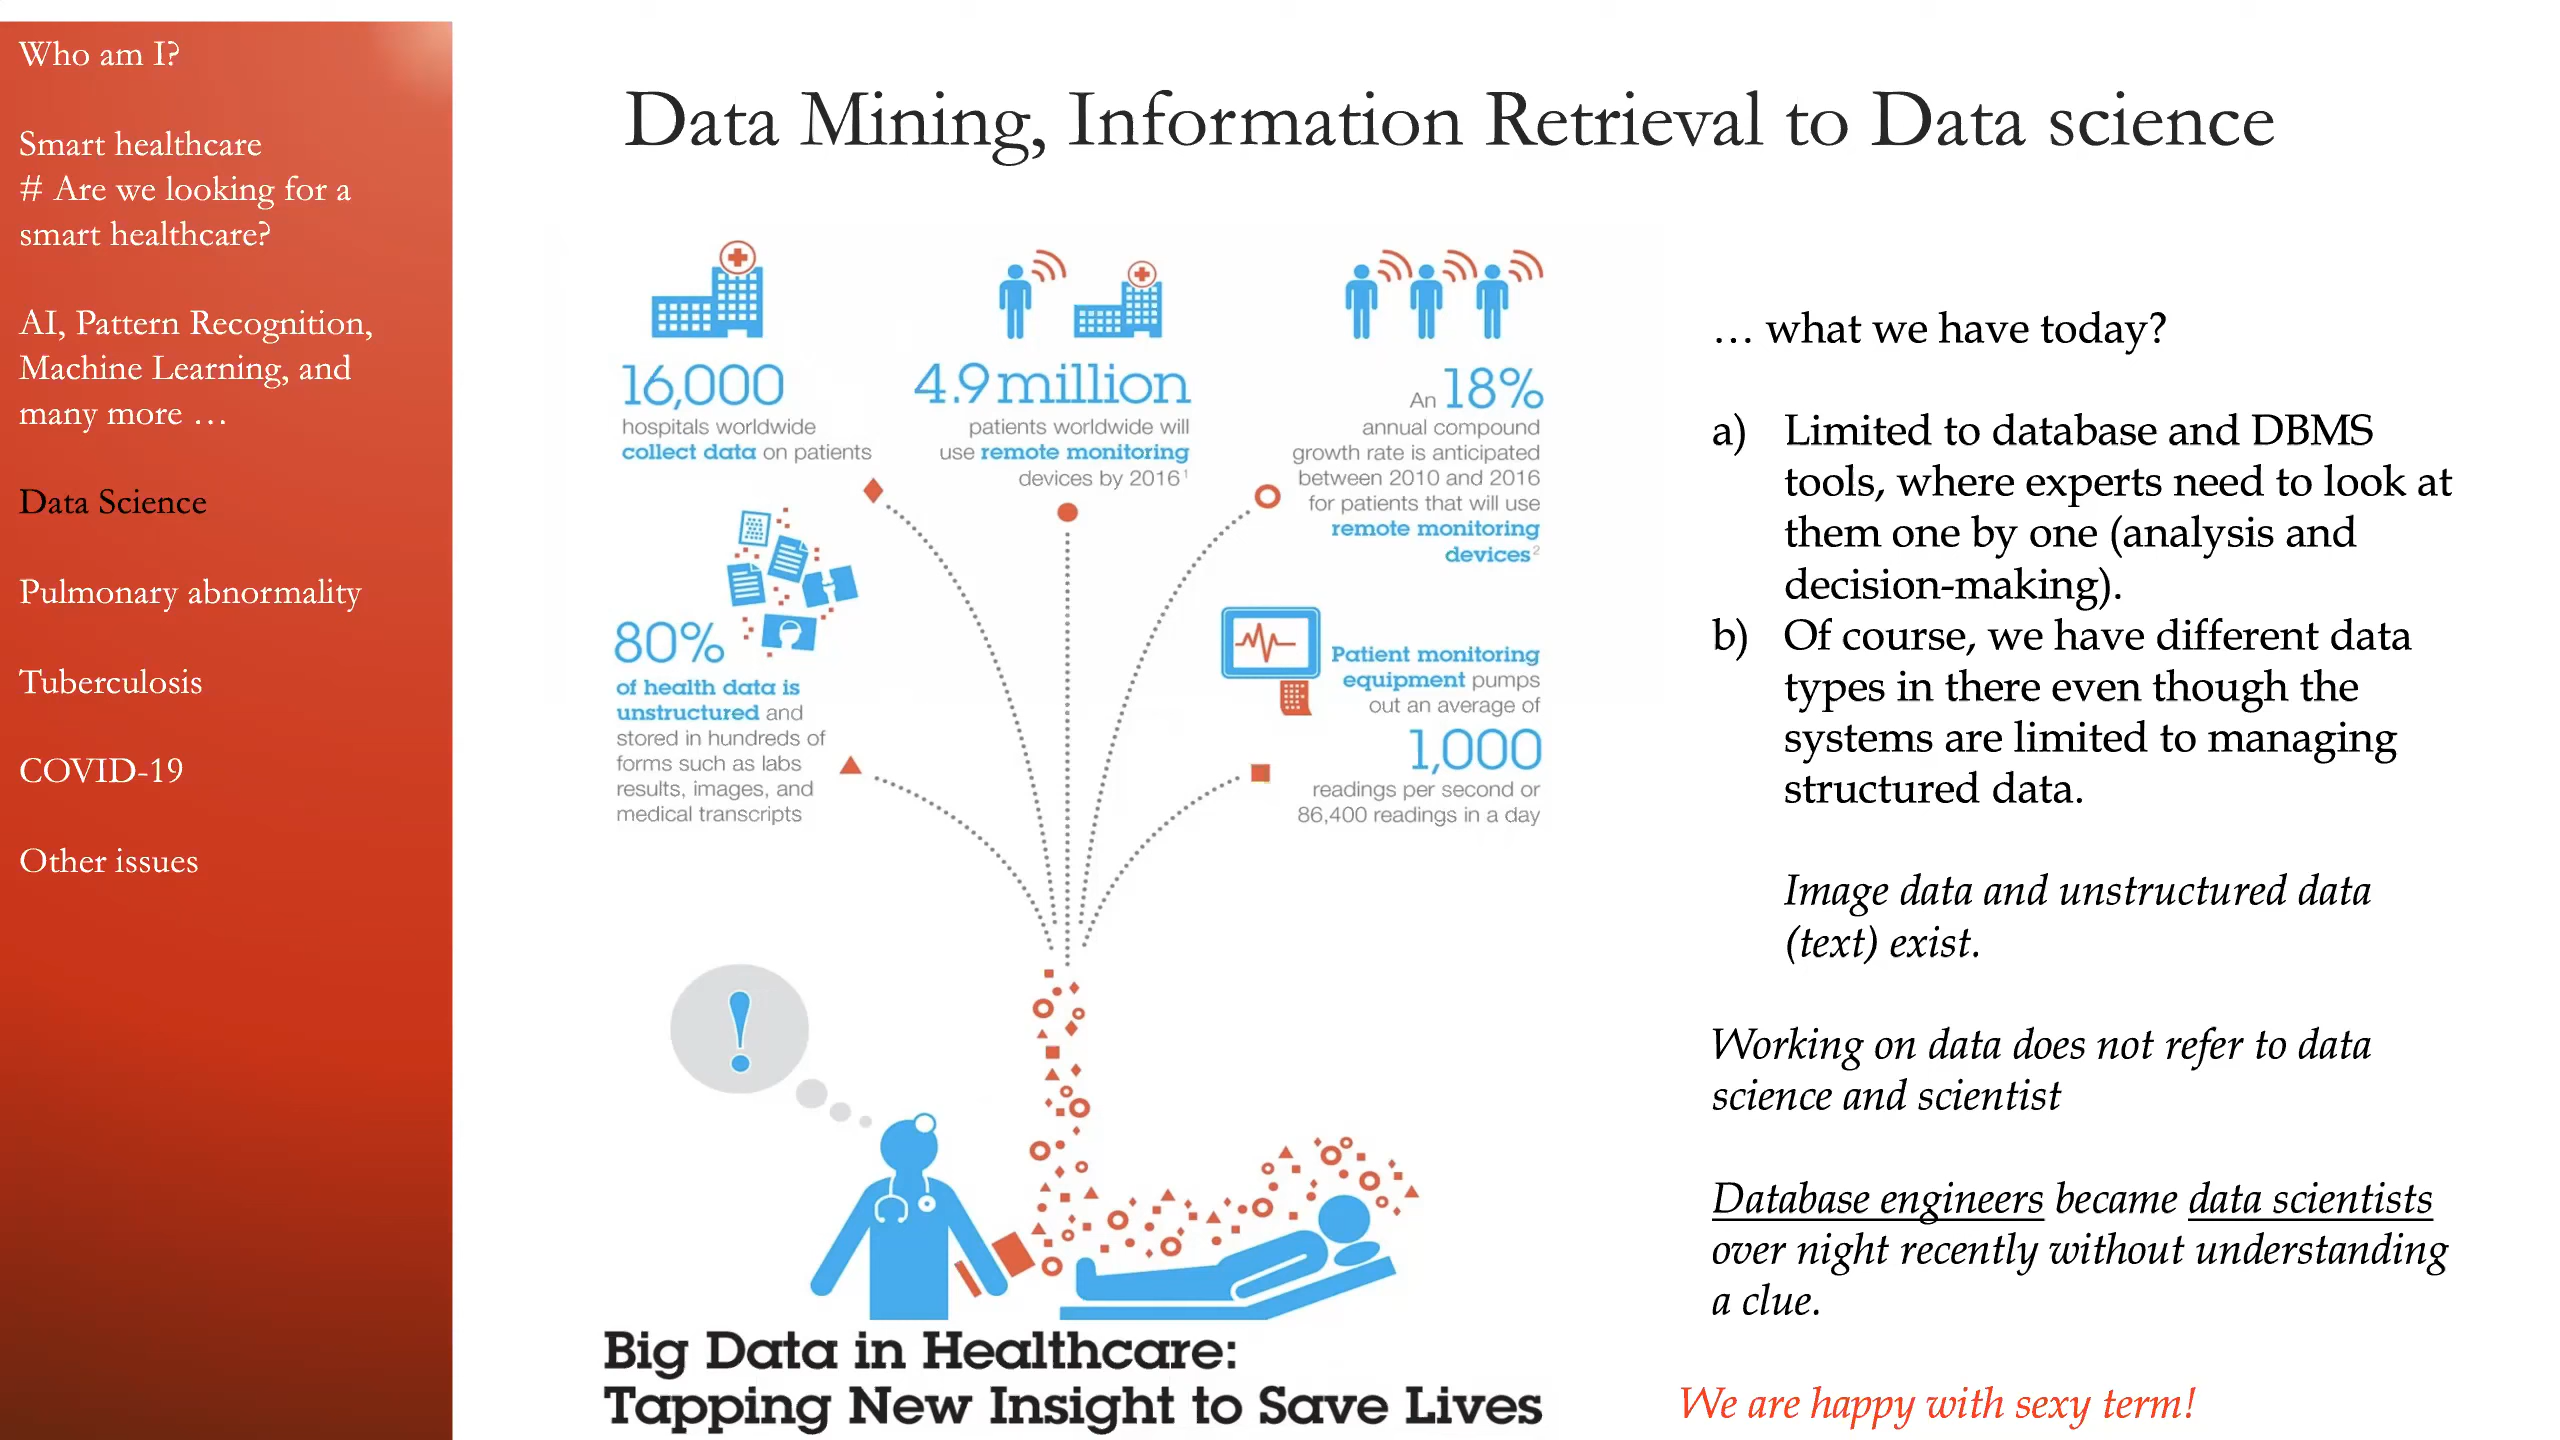 Who am I?
Smart healthcare
# Are we looking for a
smart healthcare?
AI, Pattern Recognition,
Machine Learning, and
many more …
Data Science
Pulmonary abnormality
Tuberculosis
COVID-19
Other issues
Data Mining, Information Retrieval to Data science
16,000
hospitals worldwide
collect data on patients
4.9 million
patients worldwide will
use remote monitoring
devices by 2016¹
An 18%
annual compound
growth rate is anticipated
between 2010 and 2016
for patients that will use
remote monitoring
devices²
80%
of health data is
unstructured and
stored in hundreds of
forms such as labs
results, images, and
medical transcripts
Patient monitoring
equipment pumps
out an average of
1,000
readings per second or
86,400 readings in a day
!
Big Data in Healthcare:
Tapping New Insight to Save Lives
… what we have today?
a) Limited to database and DBMS
tools, where experts need to look at
them one by one (analysis and
decision-making).
b) Of course, we have different data
types in there even though the
systems are limited to managing
structured data.
Image data and unstructured data
(text) exist.
Working on data does not refer to data
science and scientist
Database engineers became data scientists
over night recently without understanding
a clue.
We are happy with sexy term!